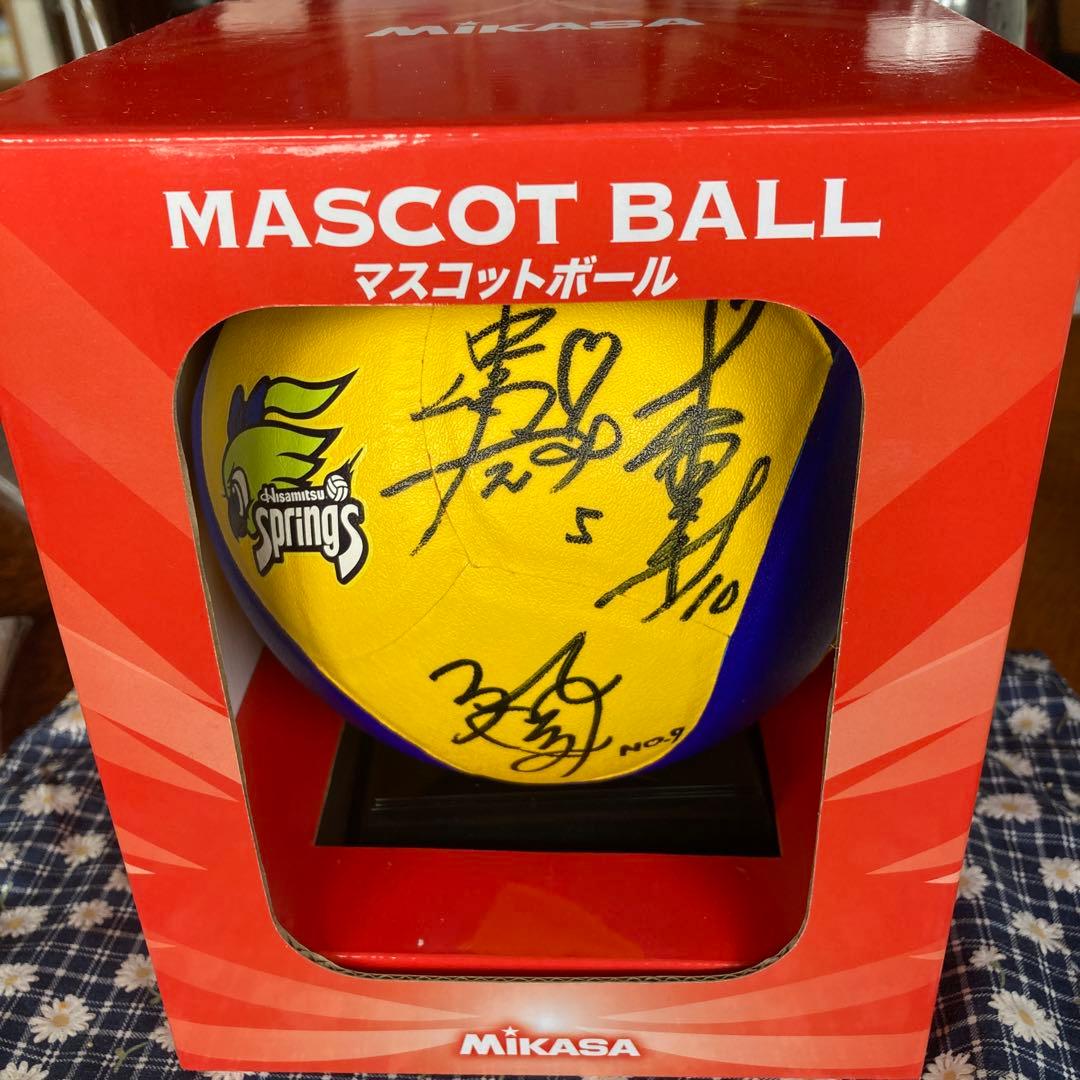 MIKASA
MASCOT BALL
マスコットボール
Hisamitsu
Springs
5
10
NO.9
MIKASA